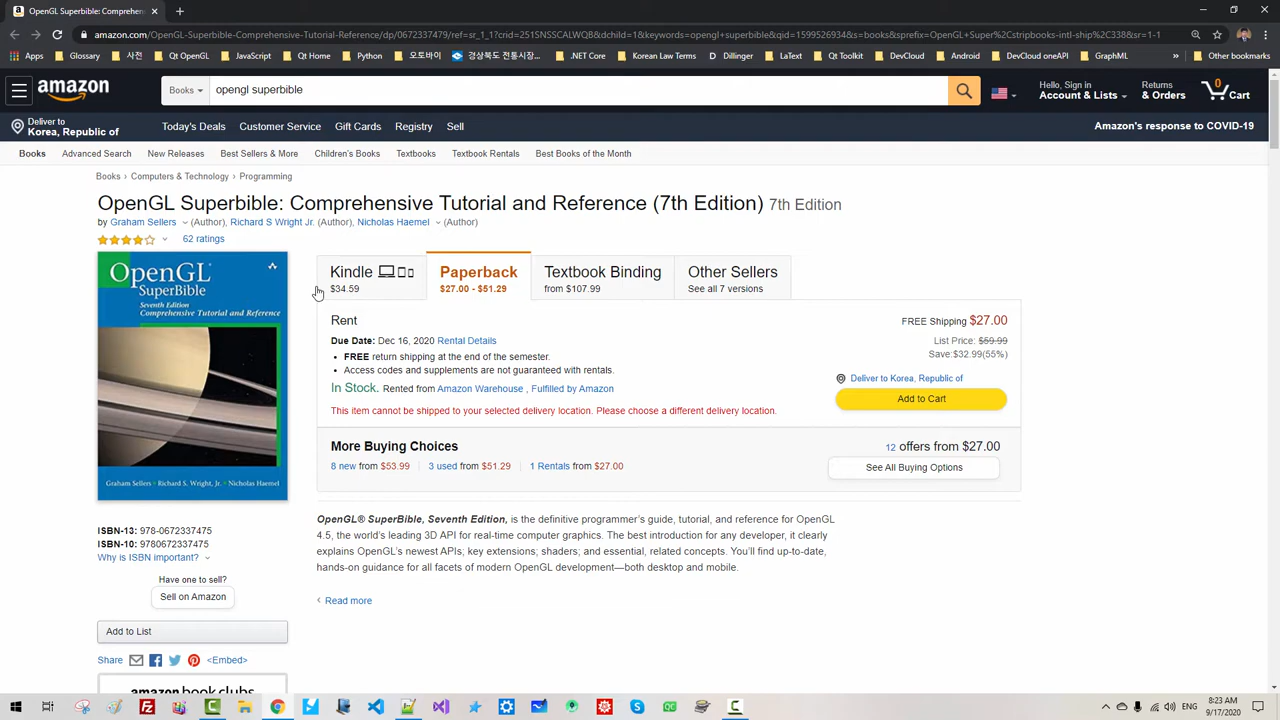 OpenGL Superbible: Comprehen
amazon.com/OpenGL-Superbible-Comprehensive-Tutorial-Reference/dp/0672337479/ref=sr_1_1?crid=251SNSSCALWQ8&dchild=1&keywords=opengl+superbible&qid=1599526934&s=books&sprefix=OpenGL+Super%2Cstripbooks-intl-ship%2C338&sr=1-1
Apps Glossary 사전 Qt OpenGL JavaScript Qt Home Python 오토바이 경상북도 전통시장... .NET Core Korean Law Terms Dillinger LaTex Qt Toolkit DevCloud DevCloud oneAPI Android GraphML » Other bookmarks
amazon Books opengl superbible Hello, Sign in Account & Lists Returns & Orders 0 Cart
Deliver to
Korea, Republic of
Today's Deals Customer Service Gift Cards Registry Sell Amazon's response to COVID-19
Books Advanced Search New Releases Best Sellers & More Children's Books Textbooks Textbook Rentals Best Books of the Month
Books › Computers & Technology › Programming
OpenGL Superbible: Comprehensive Tutorial and Reference (7th Edition) 7th Edition
by Graham Sellers (Author), Richard S Wright Jr. (Author), Nicholas Haemel (Author)
62 ratings
OpenGL
SuperBible
Seventh Edition
Comprehensive Tutorial and Reference
Graham Sellers • Richard S. Wright, Jr. • Nicholas Haemel
Kindle
$34.59
Paperback
$27.00 - $51.29
Textbook Binding
from $107.99
Other Sellers
See all 7 versions
Rent
FREE Shipping $27.00
Due Date: Dec 16, 2020 Rental Details
List Price: $59.99
Save:$32.99(55%)
• FREE return shipping at the end of the semester.
• Access codes and supplements are not guaranteed with rentals.
In Stock. Rented from Amazon Warehouse , Fulfilled by Amazon
Deliver to Korea, Republic of
Add to Cart
This item cannot be shipped to your selected delivery location. Please choose a different delivery location.
More Buying Choices
12 offers from $27.00
8 new from $53.99 3 used from $51.29 1 Rentals from $27.00
See All Buying Options
OpenGL® SuperBible, Seventh Edition, is the definitive programmer's guide, tutorial, and reference for OpenGL
4.5, the world's leading 3D API for real-time computer graphics. The best introduction for any developer, it clearly
explains OpenGL's newest APIs; key extensions; shaders; and essential, related concepts. You'll find up-to-date,
hands-on guidance for all facets of modern OpenGL development—both desktop and mobile.
‹ Read more
ISBN-13: 978-0672337475
ISBN-10: 9780672337475
Why is ISBN important?
Have one to sell?
Sell on Amazon
Add to List
Share <Embed>
amazon book clubs
ENG
8:23 AM
9/17/2020